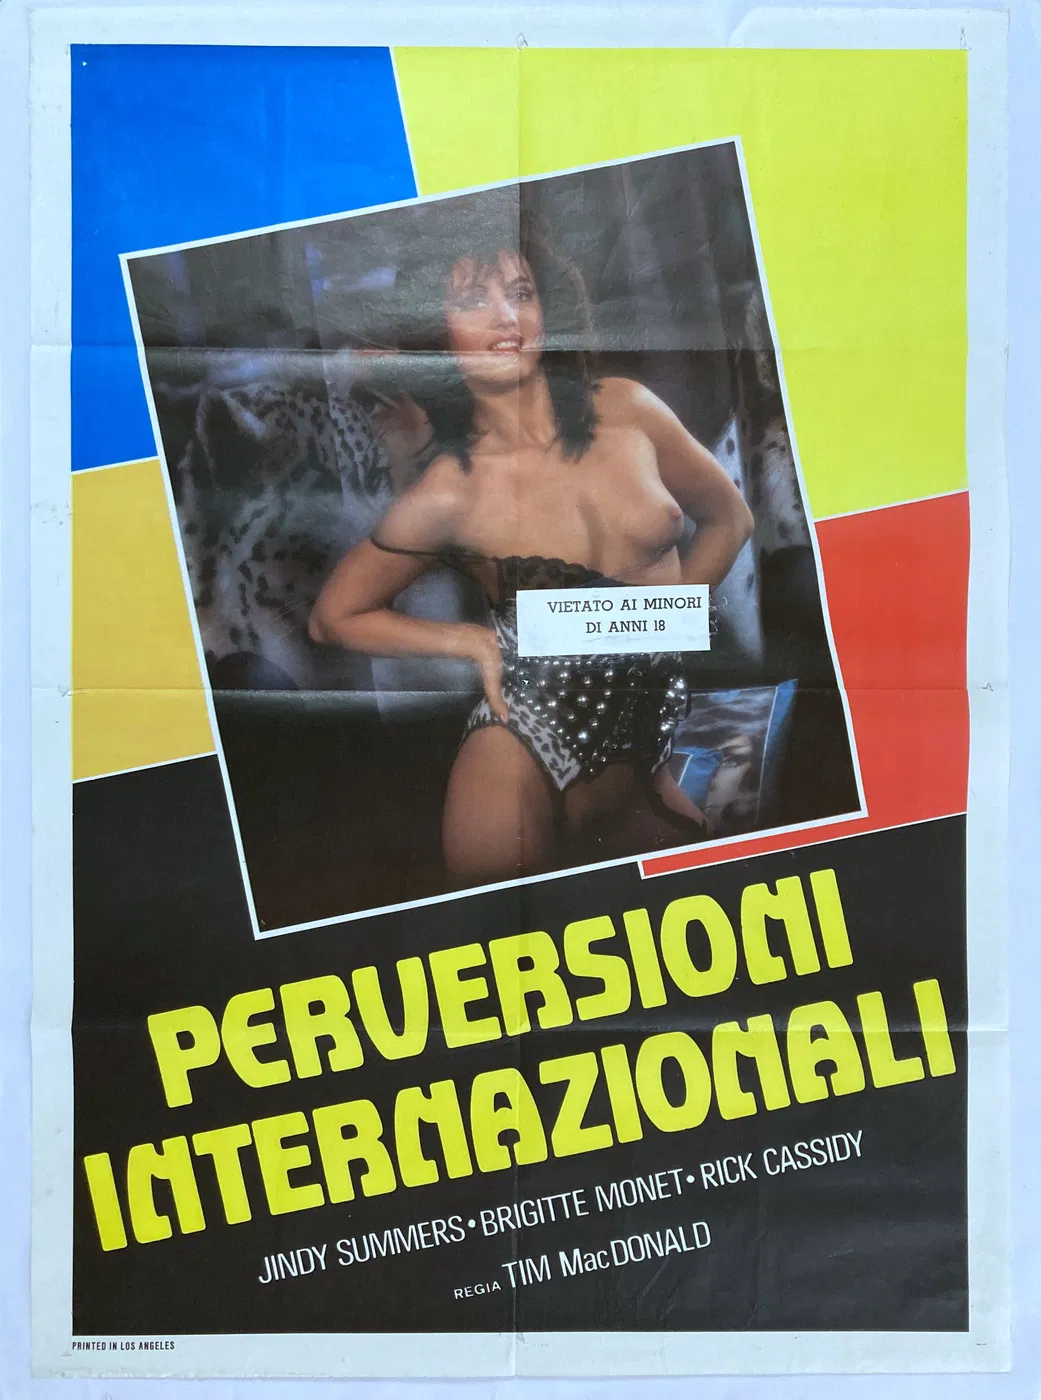 VIETATO AI MINORI
DI ANNI 18
PERVERSIONI
INTERNAZIONALI
JINDY SUMMERS • BRIGITTE MONET • RICK CASSIDY
REGIA TIM MacDONALD
PRINTED IN LOS ANGELES